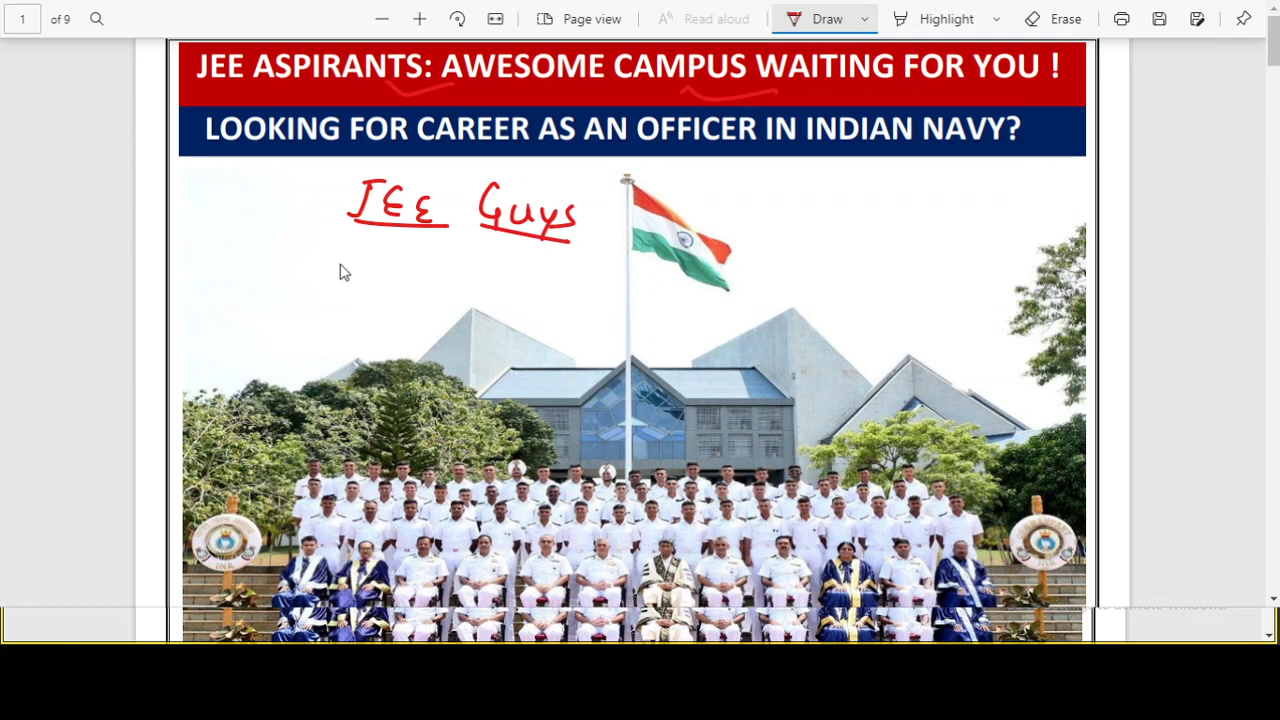 1 of 9 Page view Read aloud Draw Highlight Erase
JEE ASPIRANTS: AWESOME CAMPUS WAITING FOR YOU !
LOOKING FOR CAREER AS AN OFFICER IN INDIAN NAVY?
JEE Guys
INA